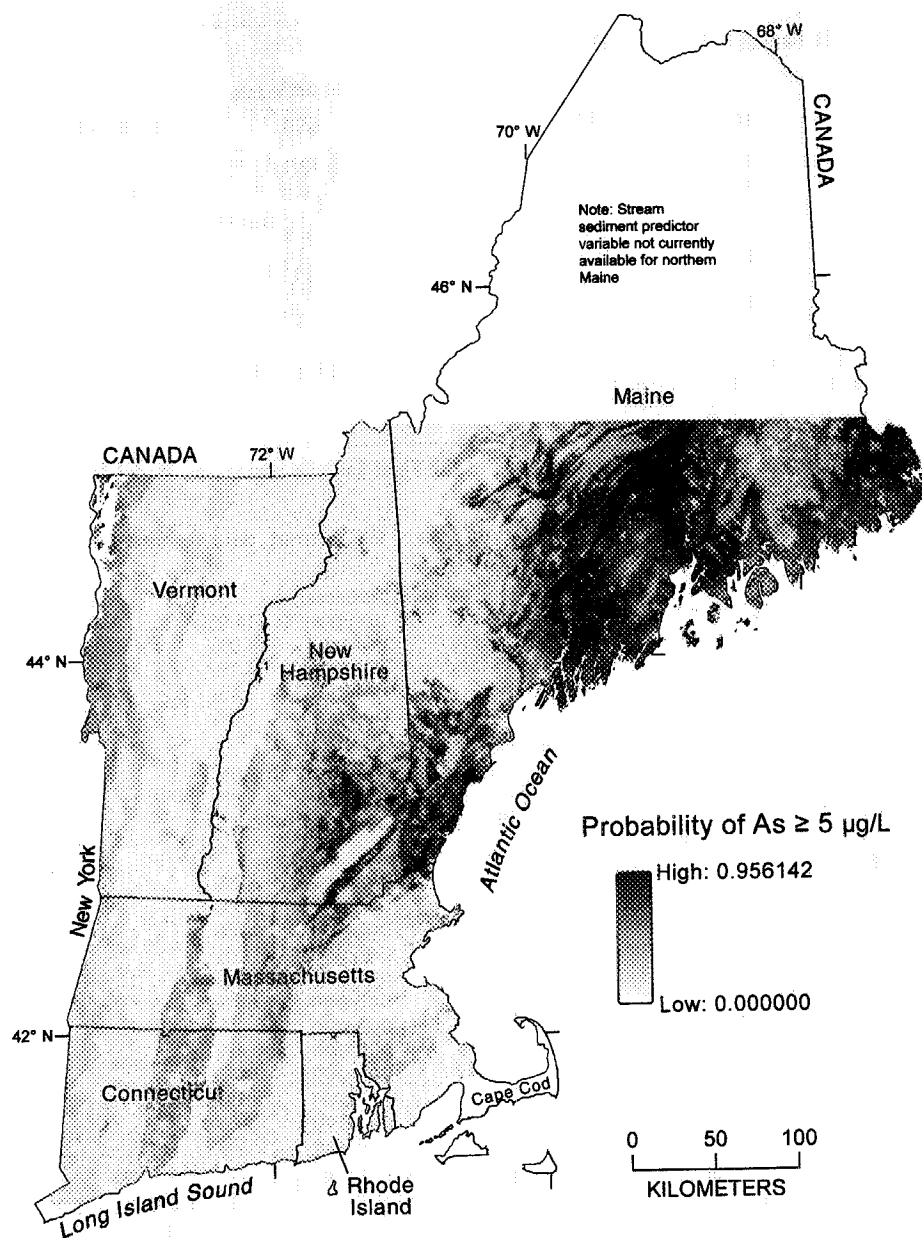 68° W
CANADA
70° W
Note: Stream
sediment predictor
variable not currently
available for northern
Maine
46° N
Maine
CANADA
72° W
Vermont
New
Hampshire
44° N
Atlantic Ocean
Probability of As ≥ 5 µg/L
High: 0.956142
Low: 0.000000
New York
Massachusetts
42° N
Connecticut
Cape Cod
Rhode
Island
Long Island Sound
0 50 100
KILOMETERS